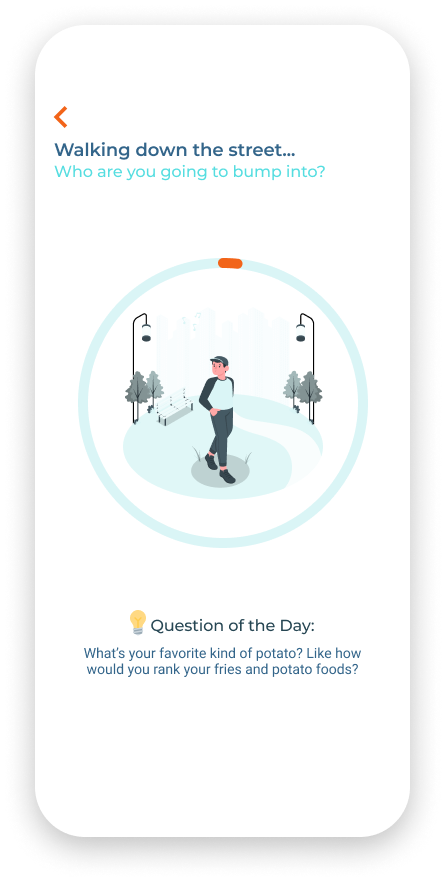 Walking down the street...
Who are you going to bump into?
Question of the Day:
What's your favorite kind of potato? Like how
would you rank your fries and potato foods?